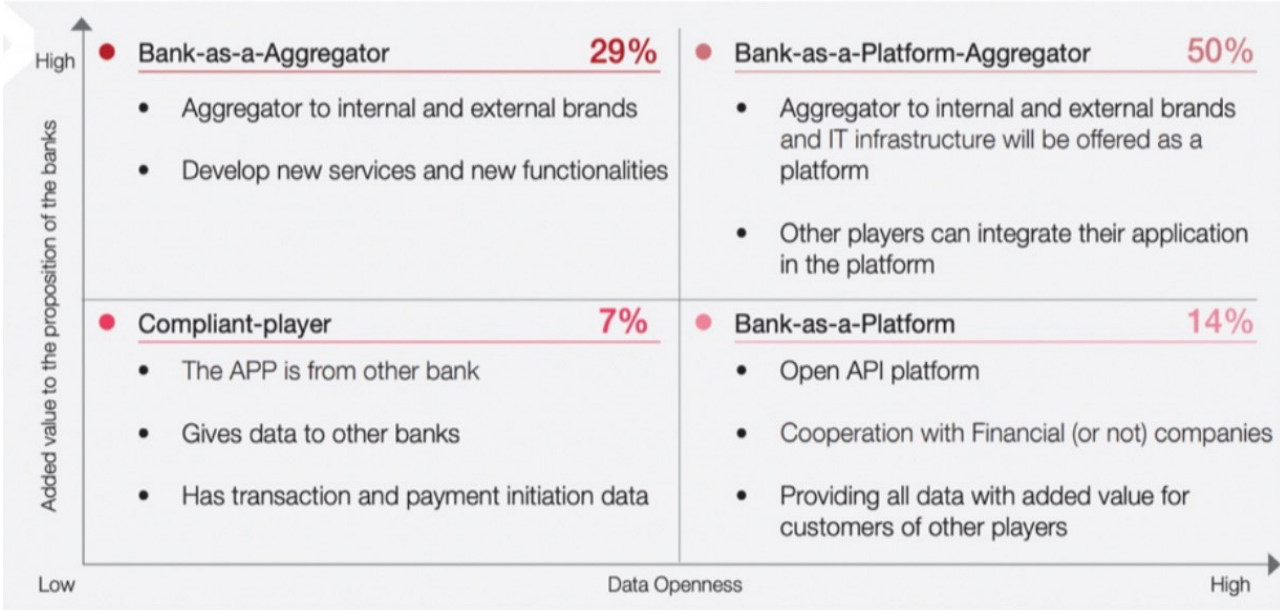 High
Added value to the proposition of the banks
Bank-as-a-Aggregator 29%
Aggregator to internal and external brands
Develop new services and new functionalities
Bank-as-a-Platform-Aggregator 50%
Aggregator to internal and external brands
and IT infrastructure will be offered as a
platform
Other players can integrate their application
in the platform
Compliant-player 7%
The APP is from other bank
Gives data to other banks
Has transaction and payment initiation data
Bank-as-a-Platform 14%
Open API platform
Cooperation with Financial (or not) companies
Providing all data with added value for
customers of other players
Low
Data Openness
High